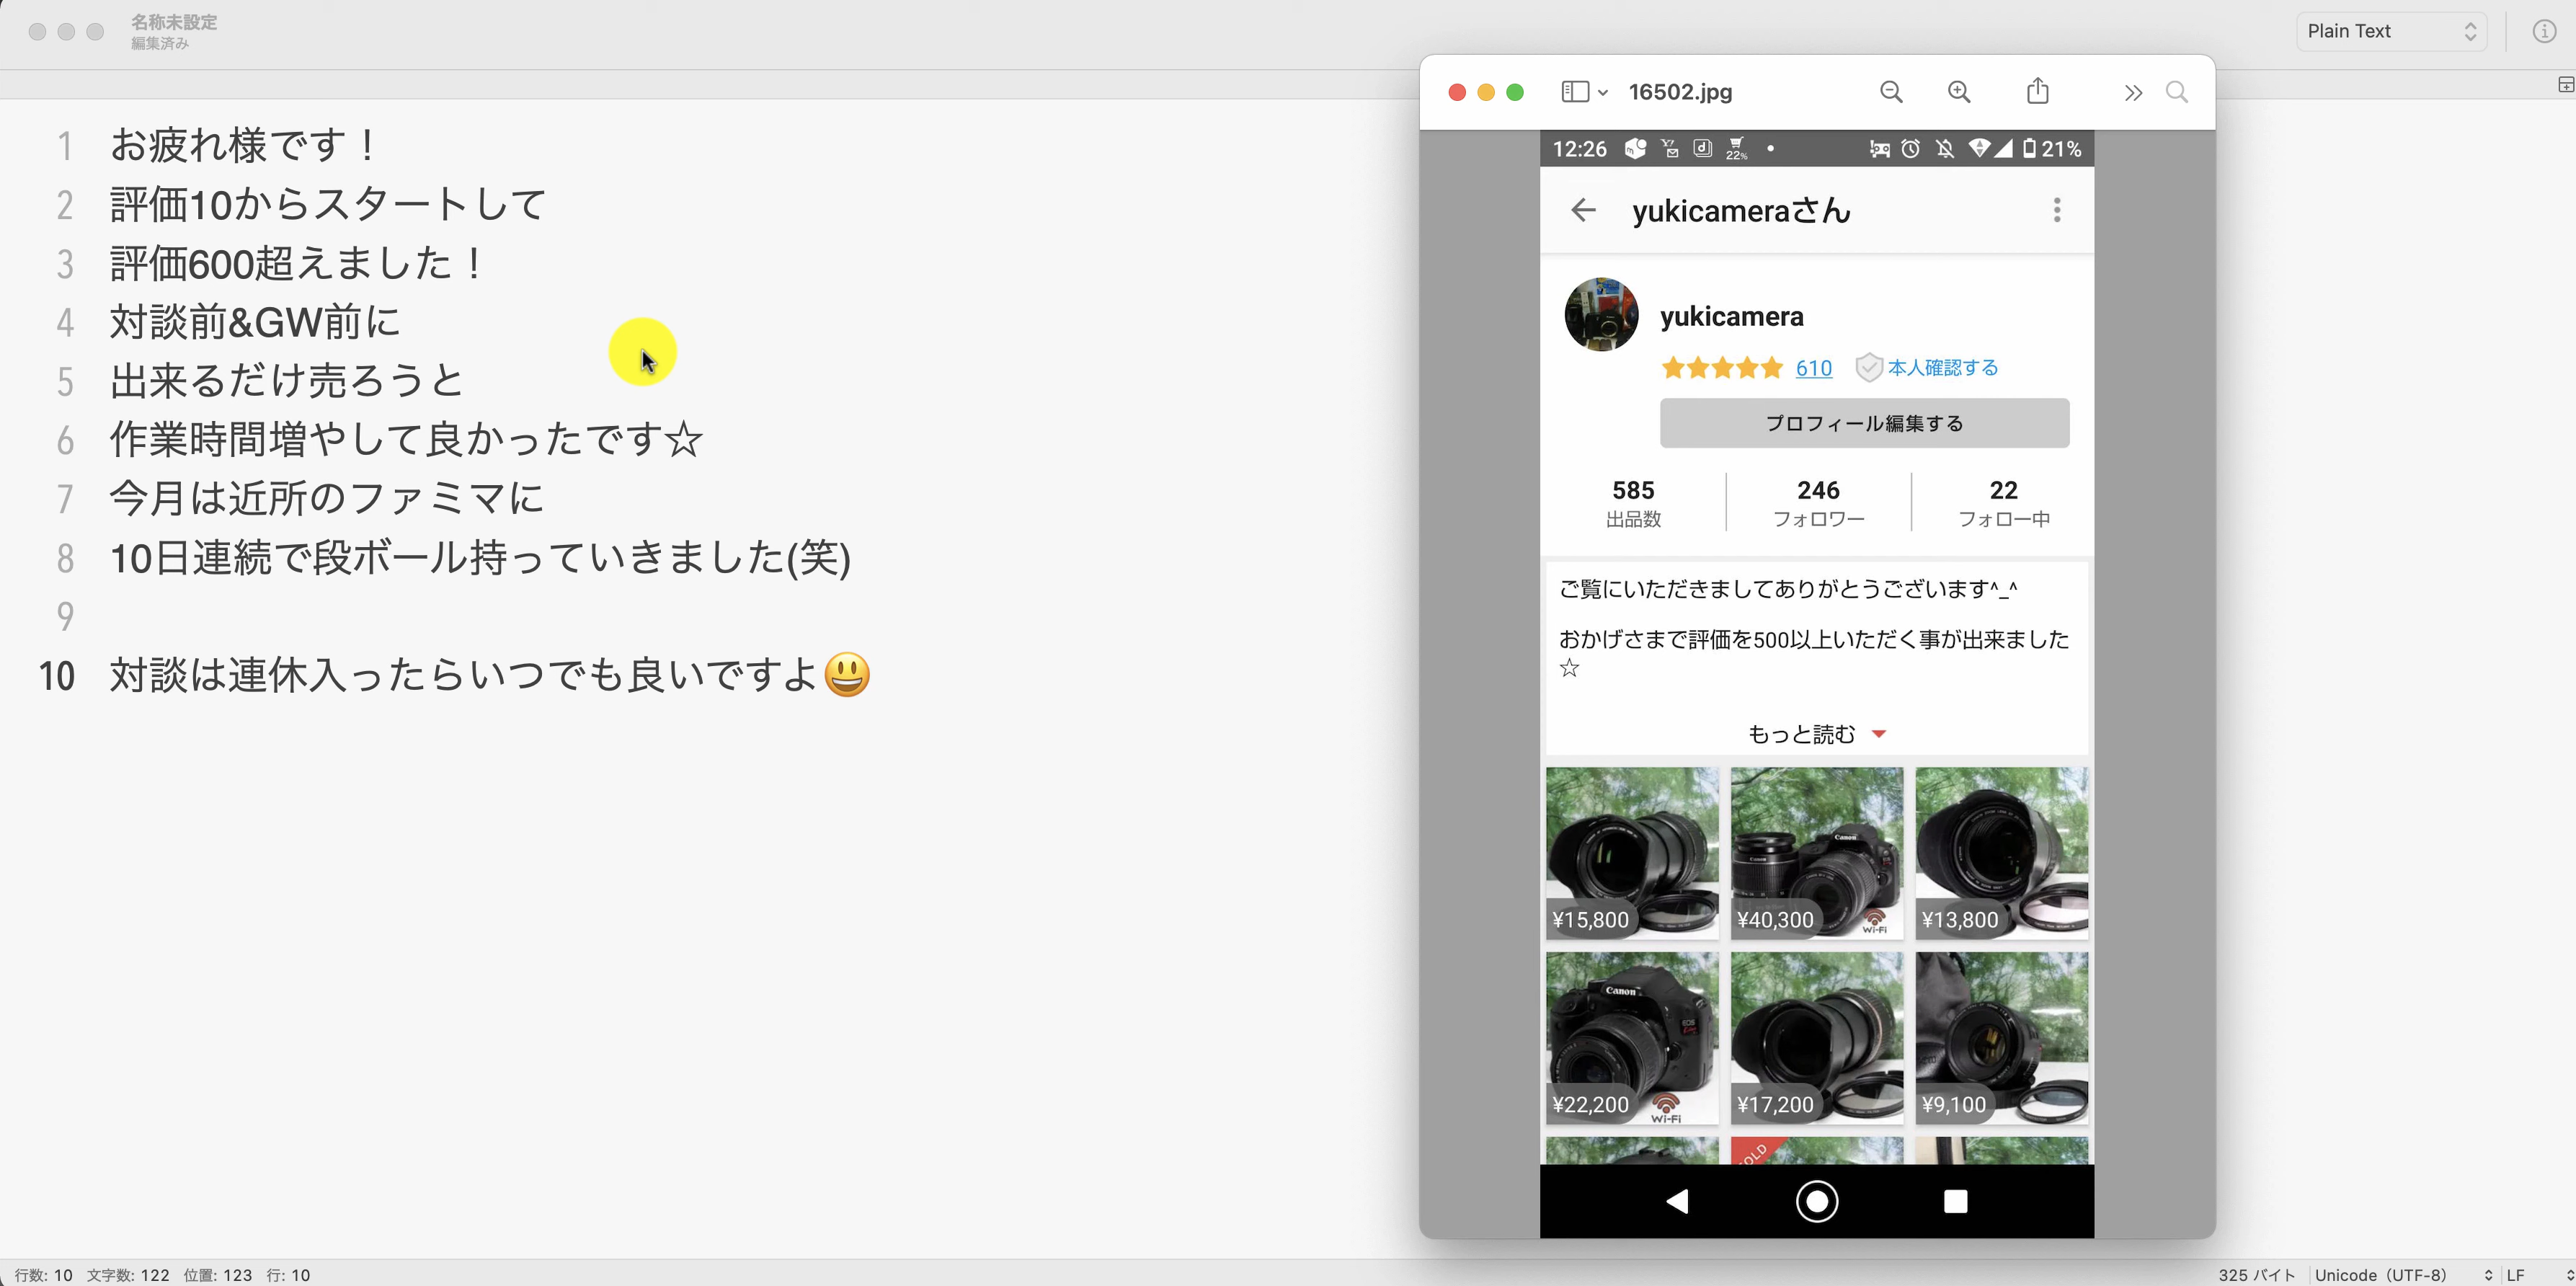 名称未設定
編集済み
Plain Text
1 お疲れ様です！
2 評価10からスタートして
3 評価600超えました！
4 対談前&GW前に
5 出来るだけ売ろうと
6 作業時間増やして良かったです☆
7 今月は近所のファミマに
8 10日連続で段ボール持っていきました(笑)
9
10 対談は連休入ったらいつでも良いですよ😃
行数: 10 文字数: 122 位置: 123 行: 10
325 バイト Unicode（UTF-8） LF
16502.jpg
12:26 22% 21%
yukicameraさん
yukicamera
610 本人確認する
プロフィール編集する
585 246 22
出品数 フォロワー フォロー中
ご覧にいただきましてありがとうございます^_^
おかげさまで評価を500以上いただく事が出来ました
☆
もっと読む
Canon
Canon
¥15,800 ¥40,300 Wi-Fi ¥13,800
Canon
EOS
¥22,200 Wi-Fi ¥17,200 ¥9,100
SOLD